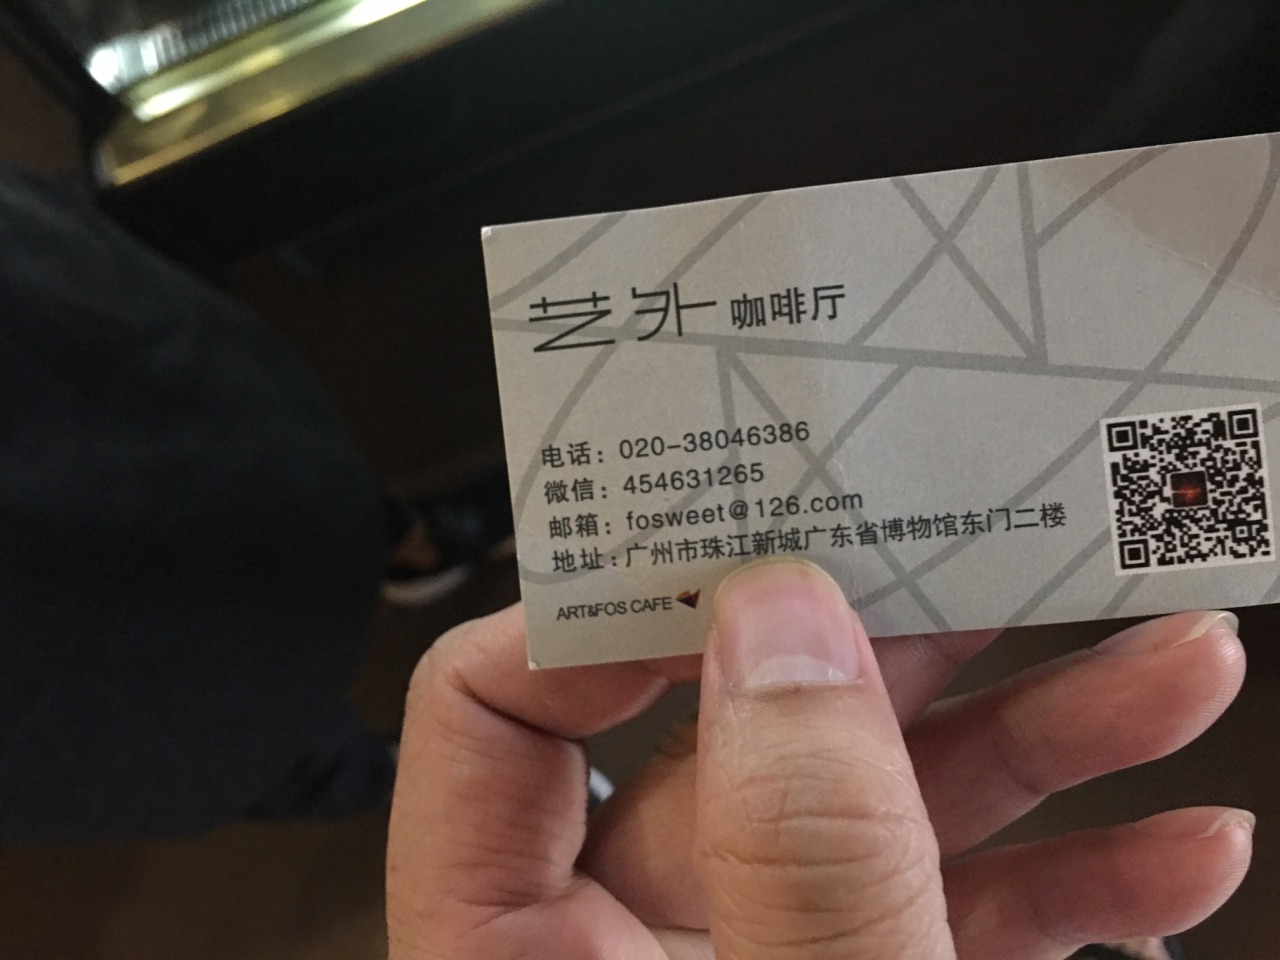 艺外 咖啡厅
电话：020-38046386
微信：454631265
邮箱：fosweet@126.com
地址：广州市珠江新城广东省博物馆东门二楼
ART&FOS CAFE